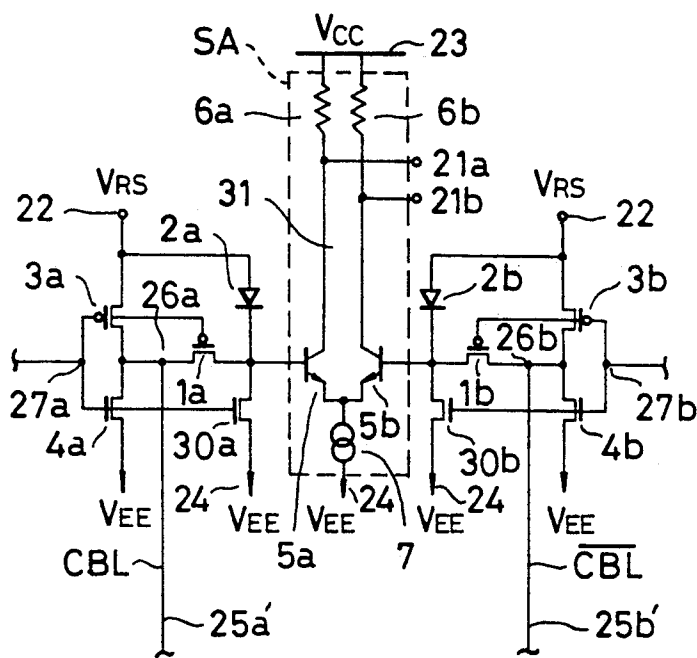 VCC 23
SA
6a 6b
21a
VRS 31 21b VRS
22 2a 22
3a 26a 2b 26b 3b
27a 1a 1b 27b
4a 30a 5b 30b 4b
24 24 24
VEE VEE VEE VEE VEE
5a 7
CBL C̅B̅L̅
25a' 25b'